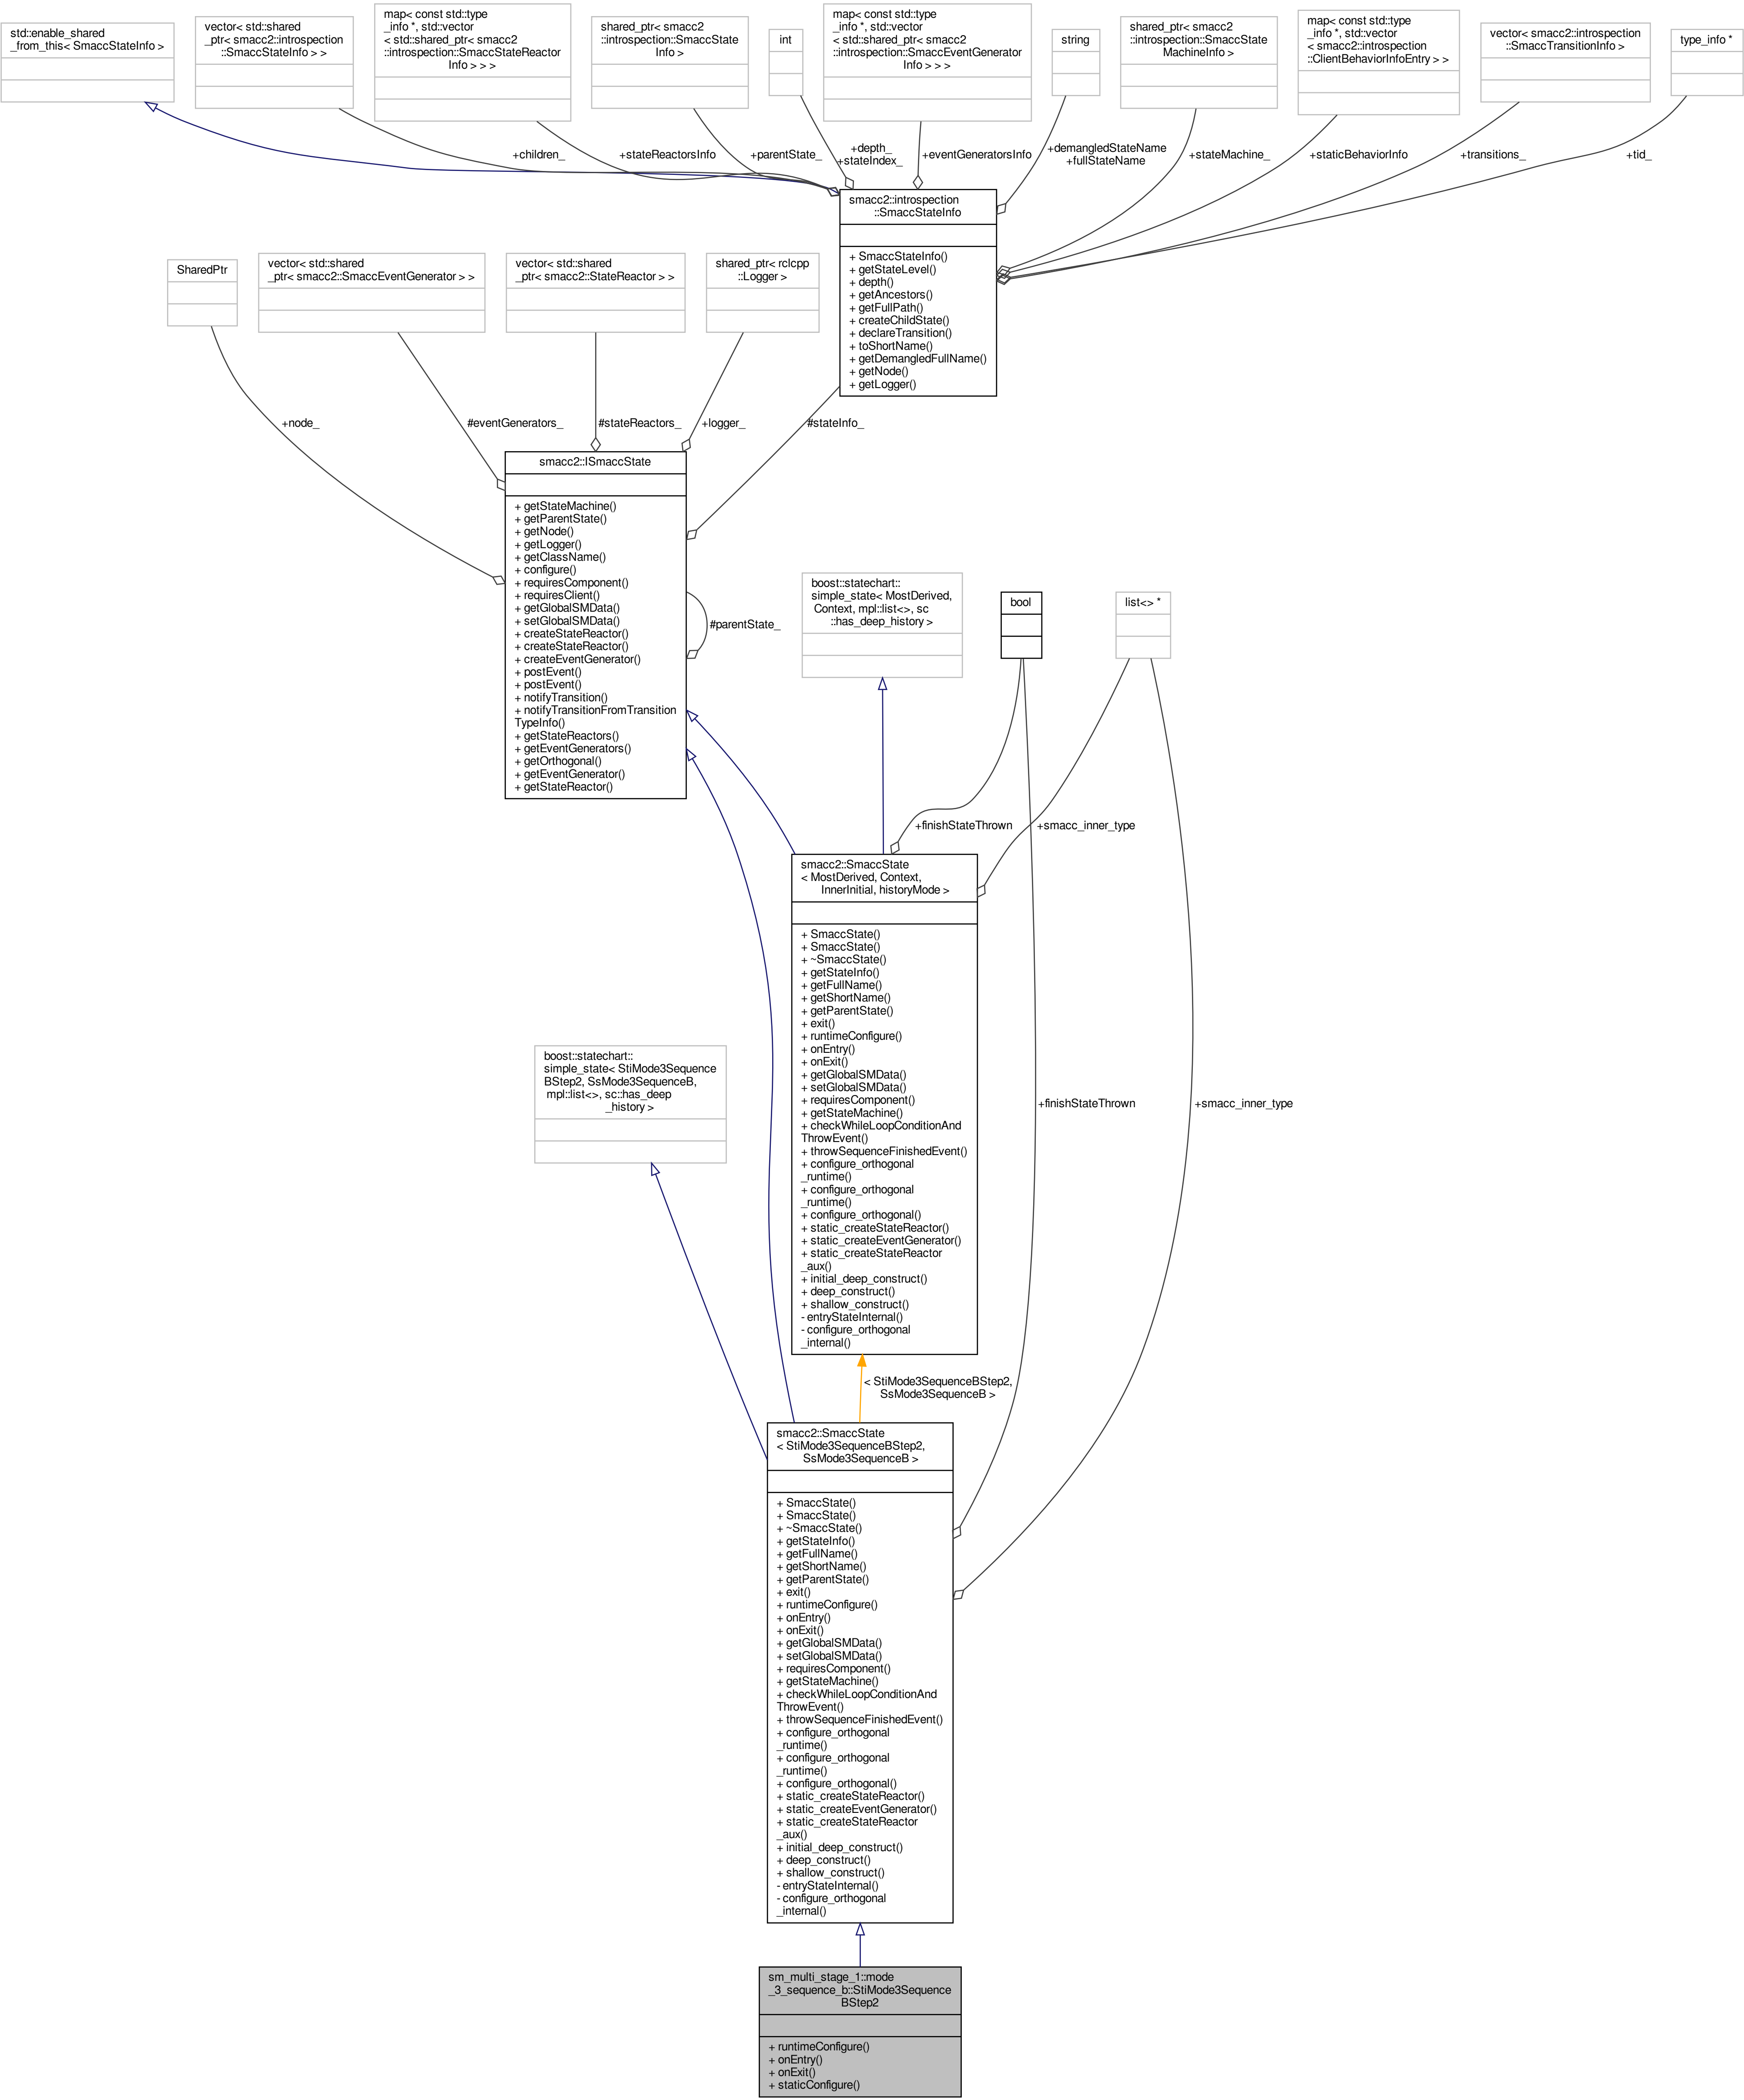 std::enable_shared
_from_this< SmaccStateInfo >
vector< std::shared
_ptr< smacc2::introspection
::SmaccStateInfo > >
map< const std::type
_info *, std::vector
< std::shared_ptr< smacc2
::introspection::SmaccStateReactor
Info > > >
shared_ptr< smacc2
::introspection::SmaccState
Info >
int
map< const std::type
_info *, std::vector
< std::shared_ptr< smacc2
::introspection::SmaccEventGenerator
Info > > >
string
shared_ptr< smacc2
::introspection::SmaccState
MachineInfo >
map< const std::type
_info *, std::vector
< smacc2::introspection
::ClientBehaviorInfoEntry > >
vector< smacc2::introspection
::SmaccTransitionInfo >
type_info *
+children_
+stateReactorsInfo
+parentState_
+depth_
+stateIndex_
+eventGeneratorsInfo
+demangledStateName
+fullStateName
+stateMachine_
+staticBehaviorInfo
+transitions_
+tid_
smacc2::introspection
::SmaccStateInfo
+ SmaccStateInfo()
+ getStateLevel()
+ depth()
+ getAncestors()
+ getFullPath()
+ createChildState()
+ declareTransition()
+ toShortName()
+ getDemangledFullName()
+ getNode()
+ getLogger()
SharedPtr
vector< std::shared
_ptr< smacc2::SmaccEventGenerator > >
vector< std::shared
_ptr< smacc2::StateReactor > >
shared_ptr< rclcpp
::Logger >
+node_
#eventGenerators_
#stateReactors_
+logger_
#stateInfo_
smacc2::ISmaccState
+ getStateMachine()
+ getParentState()
+ getNode()
+ getLogger()
+ getClassName()
+ configure()
+ requiresComponent()
+ requiresClient()
+ getGlobalSMData()
+ setGlobalSMData()
+ createStateReactor()
+ createStateReactor()
+ createEventGenerator()
+ postEvent()
+ postEvent()
+ notifyTransition()
+ notifyTransitionFromTransition
TypeInfo()
+ getStateReactors()
+ getEventGenerators()
+ getOrthogonal()
+ getEventGenerator()
+ getStateReactor()
#parentState_
boost::statechart::
simple_state< MostDerived,
Context, mpl::list<>, sc
::has_deep_history >
bool
list<> *
+finishStateThrown
+smacc_inner_type
smacc2::SmaccState
< MostDerived, Context,
InnerInitial, historyMode >
+ SmaccState()
+ SmaccState()
+ ~SmaccState()
+ getStateInfo()
+ getFullName()
+ getShortName()
+ getParentState()
+ exit()
+ runtimeConfigure()
+ onEntry()
+ onExit()
+ getGlobalSMData()
+ setGlobalSMData()
+ requiresComponent()
+ getStateMachine()
+ checkWhileLoopConditionAnd
ThrowEvent()
+ throwSequenceFinishedEvent()
+ configure_orthogonal
_runtime()
+ configure_orthogonal
_runtime()
+ configure_orthogonal()
+ static_createStateReactor()
+ static_createEventGenerator()
+ static_createStateReactor
_aux()
+ initial_deep_construct()
+ deep_construct()
+ shallow_construct()
- entryStateInternal()
- configure_orthogonal
_internal()
boost::statechart::
simple_state< StiMode3Sequence
BStep2, SsMode3SequenceB,
mpl::list<>, sc::has_deep
_history >
+finishStateThrown
+smacc_inner_type
< StiMode3SequenceBStep2,
SsMode3SequenceB >
smacc2::SmaccState
< StiMode3SequenceBStep2,
SsMode3SequenceB >
+ SmaccState()
+ SmaccState()
+ ~SmaccState()
+ getStateInfo()
+ getFullName()
+ getShortName()
+ getParentState()
+ exit()
+ runtimeConfigure()
+ onEntry()
+ onExit()
+ getGlobalSMData()
+ setGlobalSMData()
+ requiresComponent()
+ getStateMachine()
+ checkWhileLoopConditionAnd
ThrowEvent()
+ throwSequenceFinishedEvent()
+ configure_orthogonal
_runtime()
+ configure_orthogonal
_runtime()
+ configure_orthogonal()
+ static_createStateReactor()
+ static_createEventGenerator()
+ static_createStateReactor
_aux()
+ initial_deep_construct()
+ deep_construct()
+ shallow_construct()
- entryStateInternal()
- configure_orthogonal
_internal()
sm_multi_stage_1::mode
_3_sequence_b::StiMode3Sequence
BStep2
+ runtimeConfigure()
+ onEntry()
+ onExit()
+ staticConfigure()